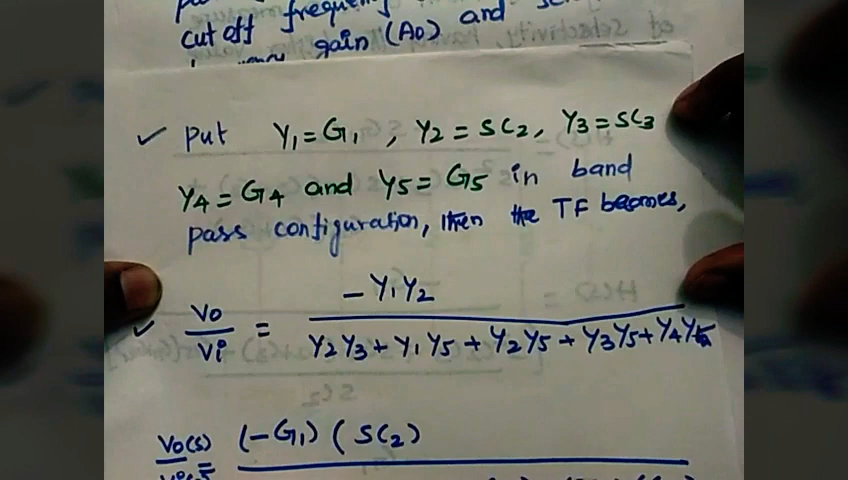 cut off frequency and
gain (A0)
✓ put Y1 = G1 , Y2 = SC2, Y3 = SC3
Y4 = G4 and Y5 = G5 in band
pass configuration, then the TF becomes,
✓ Vo/Vi = -Y1Y2 / Y2Y3 + Y1Y5 + Y2Y5 + Y3Y5 + Y4Y5
Vo(s) (-G1) (SC2)